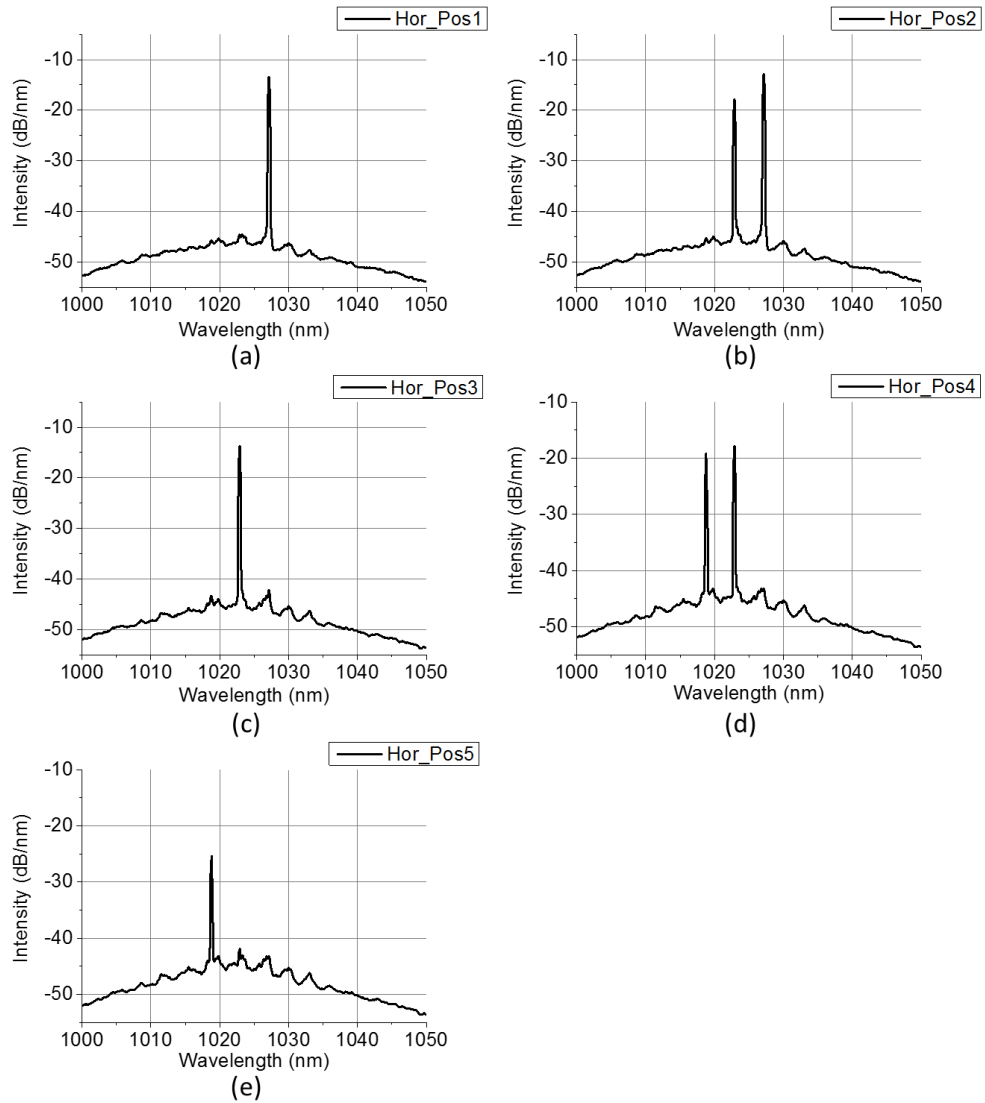 Hor_Pos1
Intensity (dB/nm)
-10
-20
-30
-40
-50
1000 1010 1020 1030 1040 1050
Wavelength (nm)
(a)
Hor_Pos2
Intensity (dB/nm)
-10
-20
-30
-40
-50
1000 1010 1020 1030 1040 1050
Wavelength (nm)
(b)
Hor_Pos3
Intensity (dB/nm)
-10
-20
-30
-40
-50
1000 1010 1020 1030 1040 1050
Wavelength (nm)
(c)
Hor_Pos4
Intensity (dB/nm)
-10
-20
-30
-40
-50
1000 1010 1020 1030 1040 1050
Wavelength (nm)
(d)
Hor_Pos5
Intensity (dB/nm)
-10
-20
-30
-40
-50
1000 1010 1020 1030 1040 1050
Wavelength (nm)
(e)